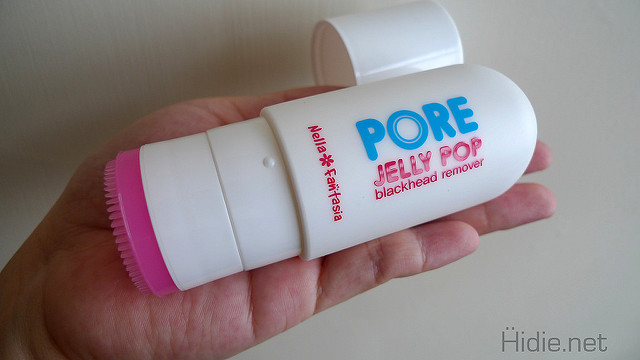 PORE
JELLY POP
blackhead remover
Nella*Fantasia
Hidie.net